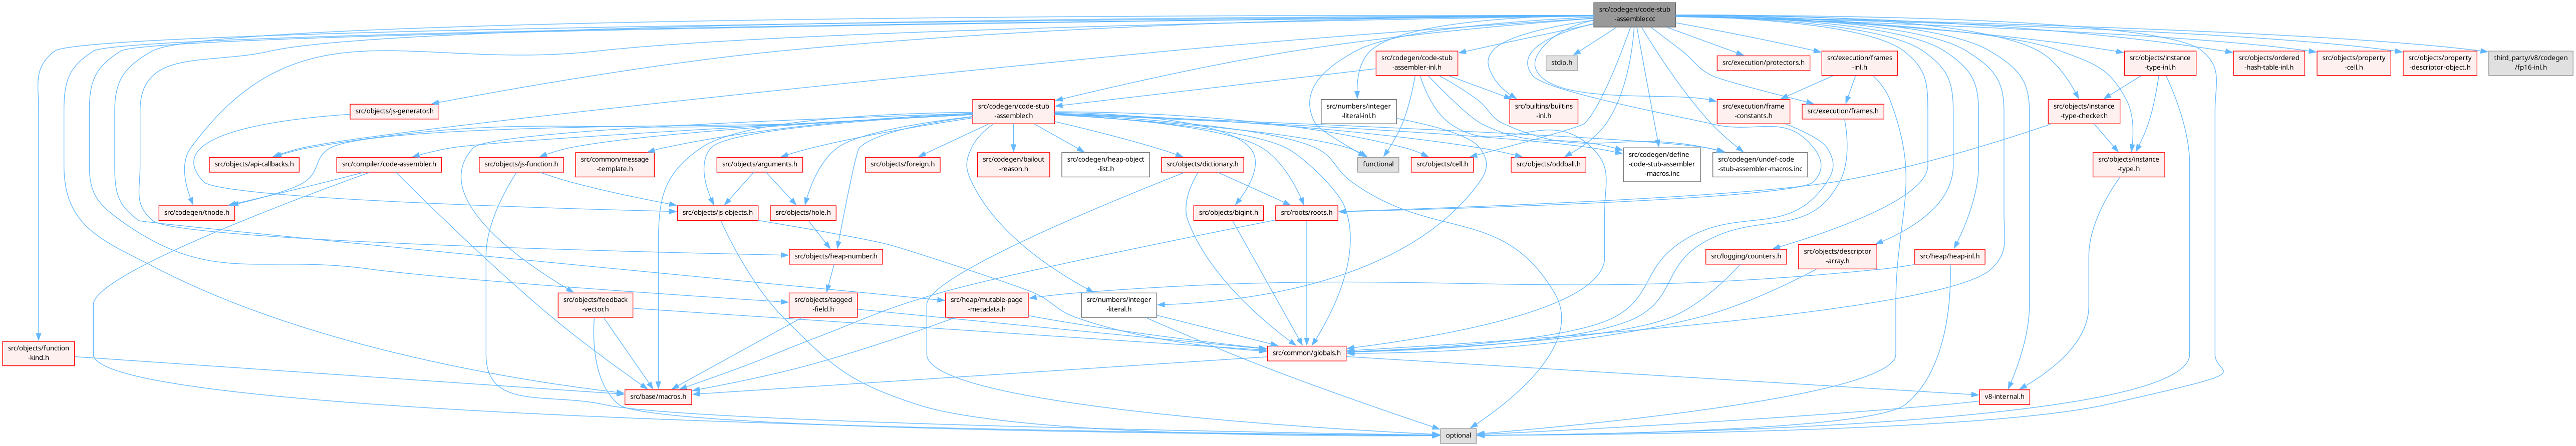 src/codegen/code-stub
-assembler.cc
src/codegen/code-stub
-assembler-inl.h
stdio.h
src/execution/protectors.h
src/execution/frames
-inl.h
src/objects/instance
-type-inl.h
src/objects/ordered
-hash-table-inl.h
src/objects/property
-cell.h
src/objects/property
-descriptor-object.h
third_party/v8/codegen
/fp16-inl.h
src/objects/js-generator.h
src/codegen/code-stub
-assembler.h
src/numbers/integer
-literal-inl.h
src/builtins/builtins
-inl.h
src/execution/frame
-constants.h
src/execution/frames.h
src/objects/instance
-type-checker.h
src/objects/api-callbacks.h
src/compiler/code-assembler.h
src/objects/js-function.h
src/common/message
-template.h
src/objects/arguments.h
src/objects/foreign.h
src/codegen/bailout
-reason.h
src/codegen/heap-object
-list.h
src/objects/dictionary.h
functional
src/objects/cell.h
src/objects/oddball.h
src/codegen/define
-code-stub-assembler
-macros.inc
src/codegen/undef-code
-stub-assembler-macros.inc
src/objects/instance
-type.h
src/codegen/tnode.h
src/objects/js-objects.h
src/objects/hole.h
src/objects/bigint.h
src/roots/roots.h
src/objects/heap-number.h
src/logging/counters.h
src/objects/descriptor
-array.h
src/heap/heap-inl.h
src/objects/feedback
-vector.h
src/objects/tagged
-field.h
src/heap/mutable-page
-metadata.h
src/numbers/integer
-literal.h
src/objects/function
-kind.h
src/common/globals.h
src/base/macros.h
v8-internal.h
optional